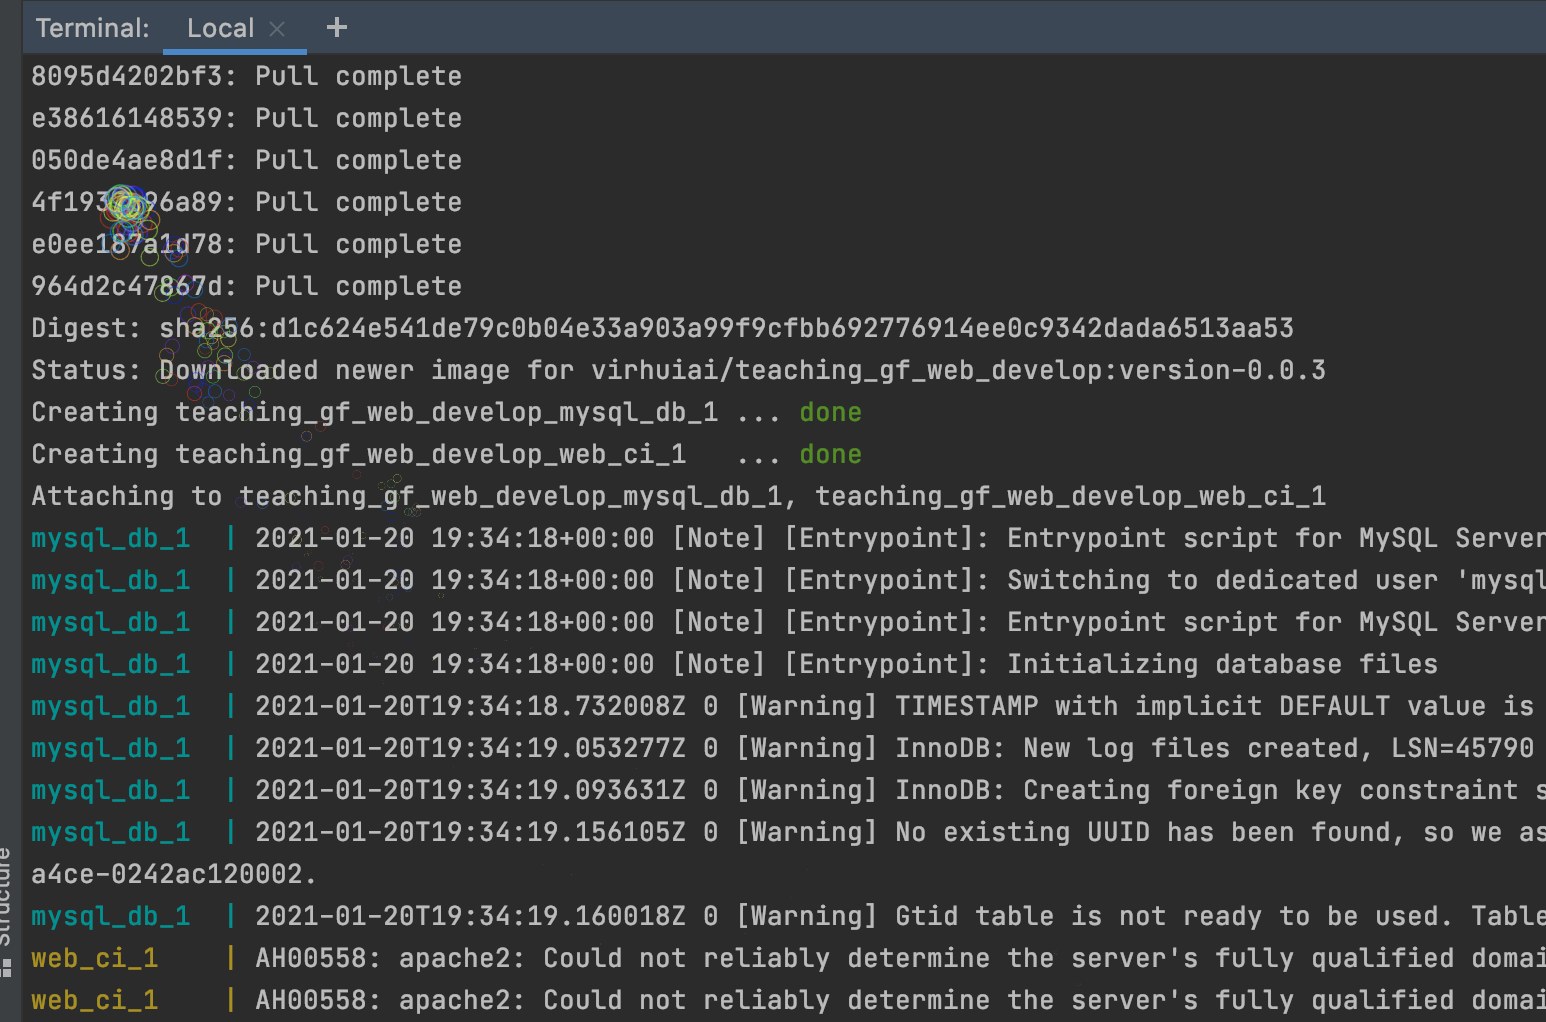 Terminal: Local × +
8095d4202bf3: Pull complete
e38616148539: Pull complete
050de4ae8d1f: Pull complete
Pull complete
e0ee187a1d78: Pull complete
964d2c47867d: Pull complete
Digest: sha256:d1c624e541de79c0b04e33a903a99f9cfbb692776914ee0c9342dada6513aa53
Status: Downloaded newer image for virhuiai/teaching_gf_web_develop:version-0.0.3
Creating teaching_gf_web_develop_mysql_db_1 ... done
Creating teaching_gf_web_develop_web_ci_1   ... done
Attaching to teaching_gf_web_develop_mysql_db_1, teaching_gf_web_develop_web_ci_1
mysql_db_1  | 2021-01-20 19:34:18+00:00 [Note] [Entrypoint]: Entrypoint script for MySQL Server
mysql_db_1  | 2021-01-20 19:34:18+00:00 [Note] [Entrypoint]: Switching to dedicated user 'mysql
mysql_db_1  | 2021-01-20 19:34:18+00:00 [Note] [Entrypoint]: Entrypoint script for MySQL Server
mysql_db_1  | 2021-01-20 19:34:18+00:00 [Note] [Entrypoint]: Initializing database files
mysql_db_1  | 2021-01-20T19:34:18.732008Z 0 [Warning] TIMESTAMP with implicit DEFAULT value is
mysql_db_1  | 2021-01-20T19:34:19.053277Z 0 [Warning] InnoDB: New log files created, LSN=45790
mysql_db_1  | 2021-01-20T19:34:19.093631Z 0 [Warning] InnoDB: Creating foreign key constraint s
mysql_db_1  | 2021-01-20T19:34:19.156105Z 0 [Warning] No existing UUID has been found, so we as
a4ce-0242ac120002.
mysql_db_1  | 2021-01-20T19:34:19.160018Z 0 [Warning] Gtid table is not ready to be used. Table
web_ci_1    | AH00558: apache2: Could not reliably determine the server's fully qualified domai
web_ci_1    | AH00558: apache2: Could not reliably determine the server's fully qualified domai
Structure